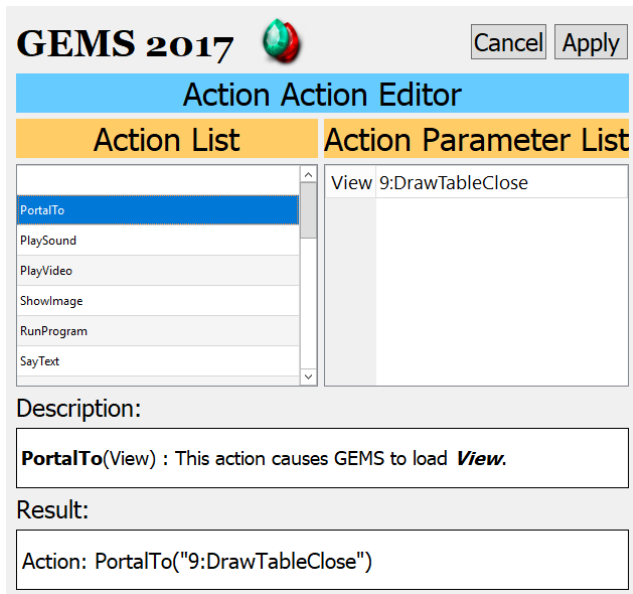 GEMS 2017
Cancel Apply
Action Action Editor
Action List
Action Parameter List
PortalTo
PlaySound
PlayVideo
ShowImage
RunProgram
SayText
View 9:DrawTableClose
Description:
PortalTo(View) : This action causes GEMS to load View.
Result:
Action: PortalTo("9:DrawTableClose")